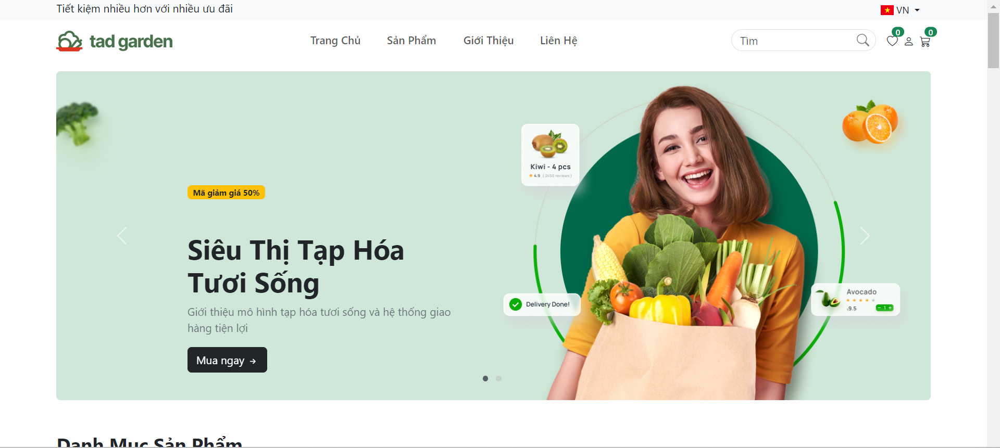 Tiết kiệm nhiều hơn với nhiều ưu đãi
VN
tad garden
Trang Chủ
Sản Phẩm
Giới Thiệu
Liên Hệ
Tìm
0
0
Kiwi - 4 pcs
4.9 ( 2450 reviews )
Mã giảm giá 50%
Siêu Thị Tạp Hóa
Tươi Sống
Giới thiệu mô hình tạp hóa tươi sống và hệ thống giao
hàng tiện lợi
Mua ngay →
Delivery Done!
Avocado
9.5
− 1 +
Danh Mục Sản Phẩm